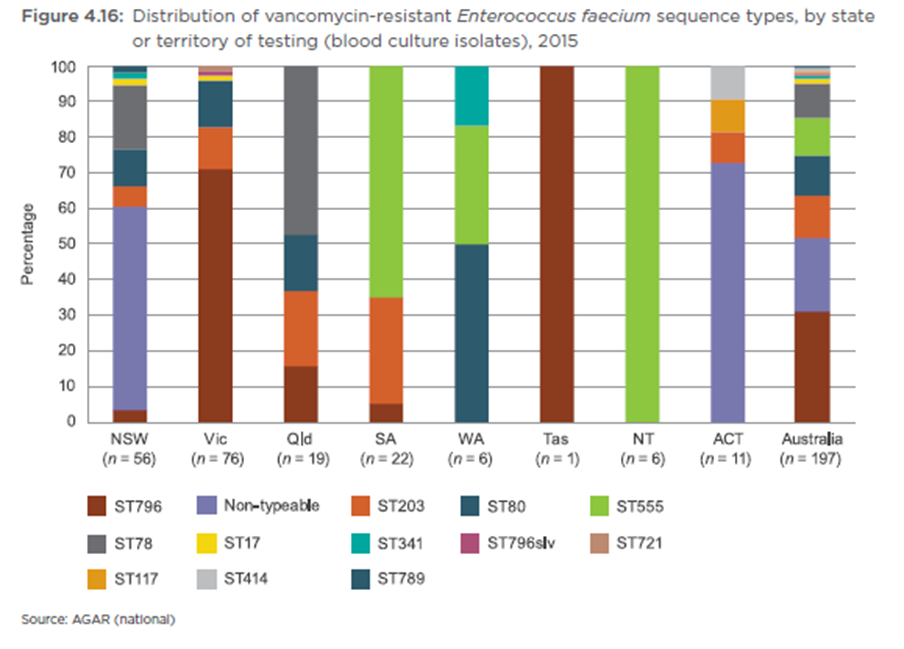 Figure 4.16: Distribution of vancomycin-resistant Enterococcus faecium sequence types, by state
or territory of testing (blood culture isolates), 2015
100
90
80
70
60
50
40
30
20
10
0
Percentage
NSW Vic Qld SA WA Tas NT ACT Australia
(n = 56) (n = 76) (n = 19) (n = 22) (n = 6) (n = 1) (n = 6) (n = 11) (n = 197)
ST796 Non-typeable ST203 ST80 ST555
ST78 ST17 ST341 ST796slv ST721
ST117 ST414 ST789
Source: AGAR (national)